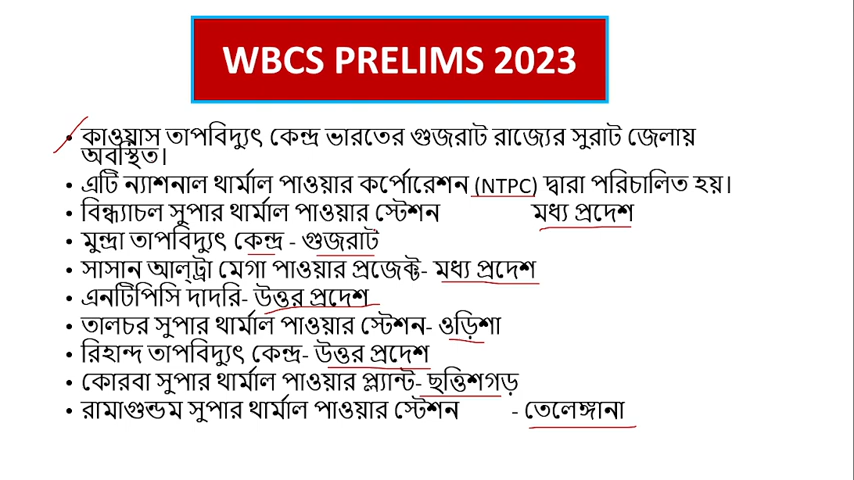 WBCS PRELIMS 2023
• কাওয়াস তাপবিদ্যুৎ কেন্দ্র ভারতের গুজরাট রাজ্যের সুরাট জেলায়
অবস্থিত।
• এটি ন্যাশনাল থার্মাল পাওয়ার কর্পোরেশন (NTPC) দ্বারা পরিচালিত হয়।
• বিন্ধ্যাচল সুপার থার্মাল পাওয়ার স্টেশন মধ্য প্রদেশ
• মুন্দ্রা তাপবিদ্যুৎ কেন্দ্র - গুজরাট
• সাসান আল্ট্রা মেগা পাওয়ার প্রজেক্ট- মধ্য প্রদেশ
• এনটিপিসি দাদরি- উত্তর প্রদেশ
• তালচর সুপার থার্মাল পাওয়ার স্টেশন- ওড়িশা
• রিহান্দ তাপবিদ্যুৎ কেন্দ্র- উত্তর প্রদেশ
• কোরবা সুপার থার্মাল পাওয়ার প্ল্যান্ট- ছত্তিশগড়
• রামাগুন্ডম সুপার থার্মাল পাওয়ার স্টেশন - তেলেঙ্গানা